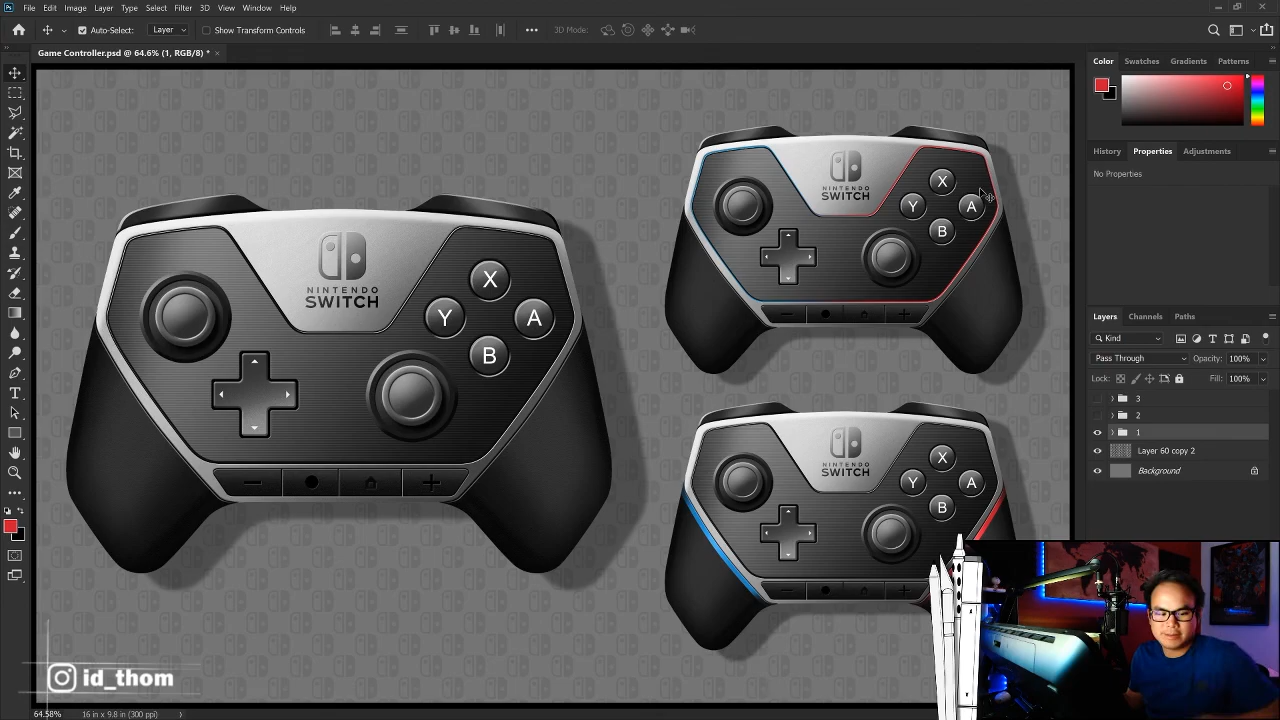 Ps File Edit Image Layer Type Select Filter 3D View Window Help
Auto-Select: Layer Show Transform Controls 3D Mode:
Game Controller.psd @ 64.6% (1, RGB/8) * ×
Color Swatches Gradients Patterns
History Properties Adjustments
No Properties
NINTENDO
SWITCH
X
Y
A
B
NINTENDO
SWITCH
X
Y
A
B
NINTENDO
SWITCH
X
Y
A
B
Layers Channels Paths
Kind
Pass Through Opacity: 100%
Lock: Fill: 100%
3
2
1
Layer 60 copy 2
Background
id_thom
64.58% 16 in x 9.8 in (300 ppi)